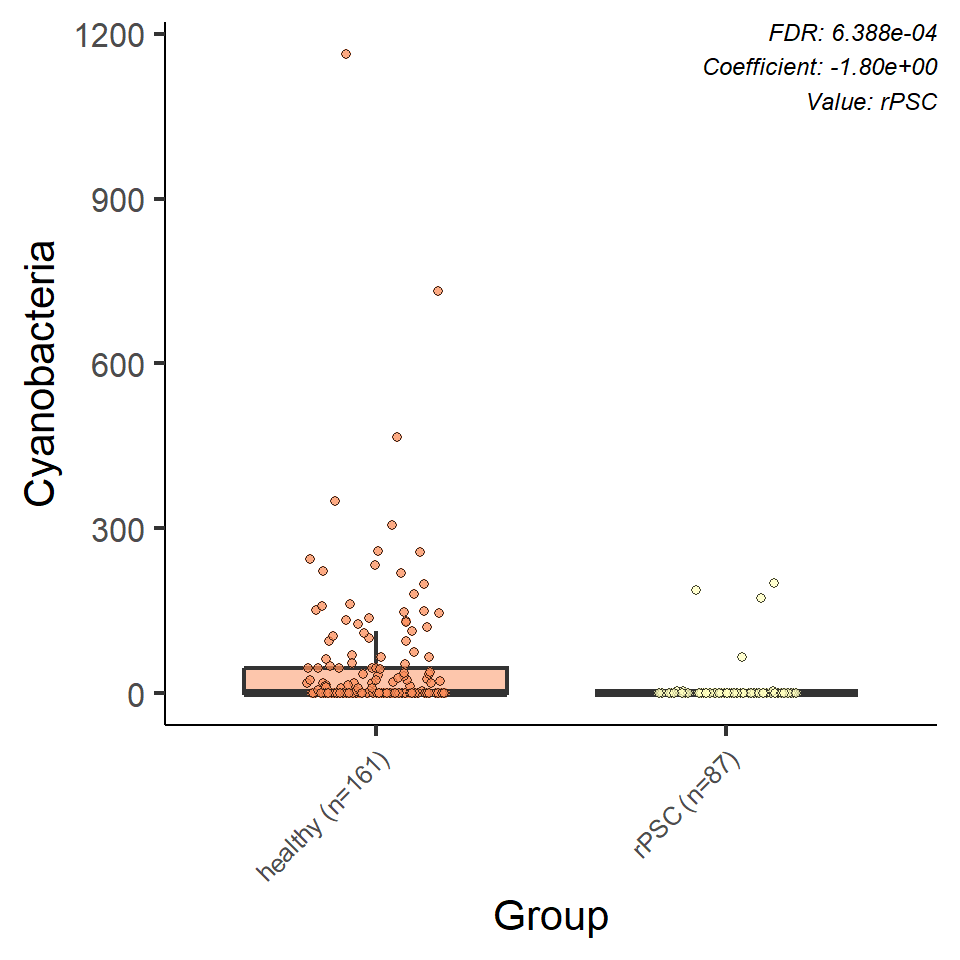 FDR: 6.388e-04
Coefficient: -1.80e+00
Value: rPSC
Cyanobacteria
1200
900
600
300
0
healthy (n=161)
rPSC (n=87)
Group